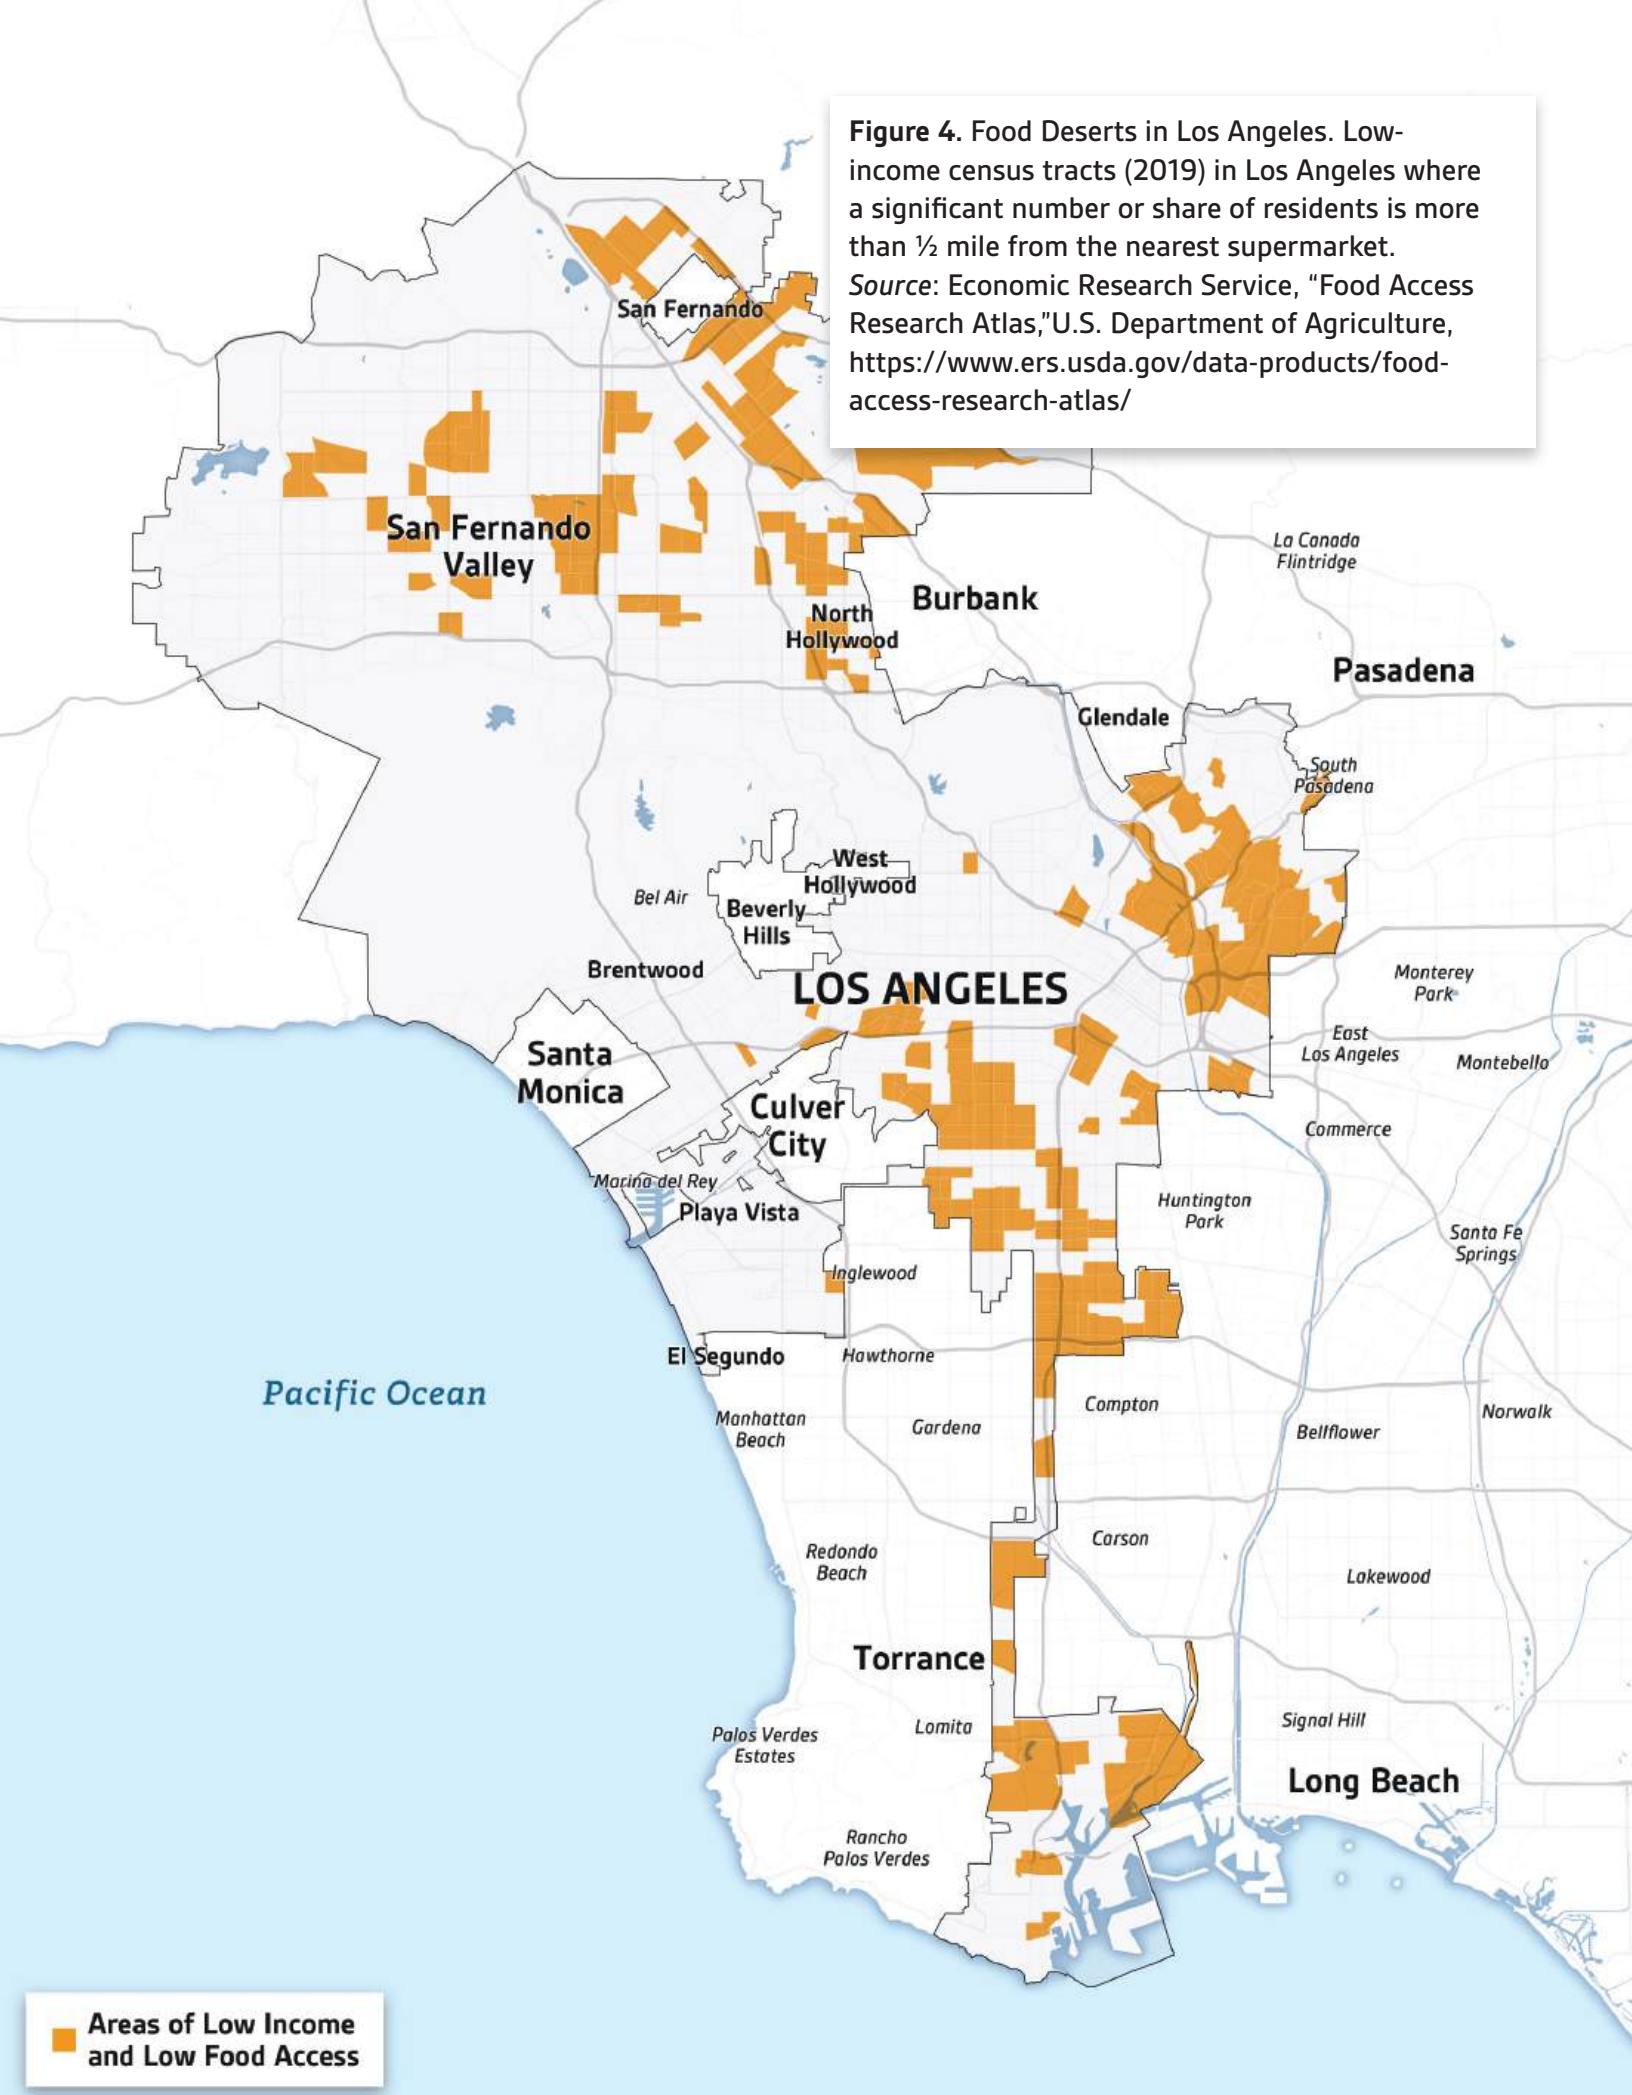 Figure 4. Food Deserts in Los Angeles. Low-
income census tracts (2019) in Los Angeles where
a significant number or share of residents is more
than ½ mile from the nearest supermarket.
Source: Economic Research Service, “Food Access
Research Atlas,”U.S. Department of Agriculture,
https://www.ers.usda.gov/data-products/food-
access-research-atlas/
San Fernando
San Fernando
Valley
La Canada
Flintridge
Burbank
North
Hollywood
Pasadena
Glendale
South
Pasadena
West
Hollywood
Bel Air
Beverly
Hills
Brentwood
LOS ANGELES
Monterey
Park
East
Los Angeles
Montebello
Santa
Monica
Culver
City
Commerce
Marina del Rey
Playa Vista
Huntington
Park
Santa Fe
Springs
Inglewood
El Segundo
Hawthorne
Pacific Ocean
Manhattan
Beach
Gardena
Compton
Bellflower
Norwalk
Redondo
Beach
Carson
Lakewood
Torrance
Palos Verdes
Estates
Lomita
Signal Hill
Long Beach
Rancho
Palos Verdes
Areas of Low Income
and Low Food Access